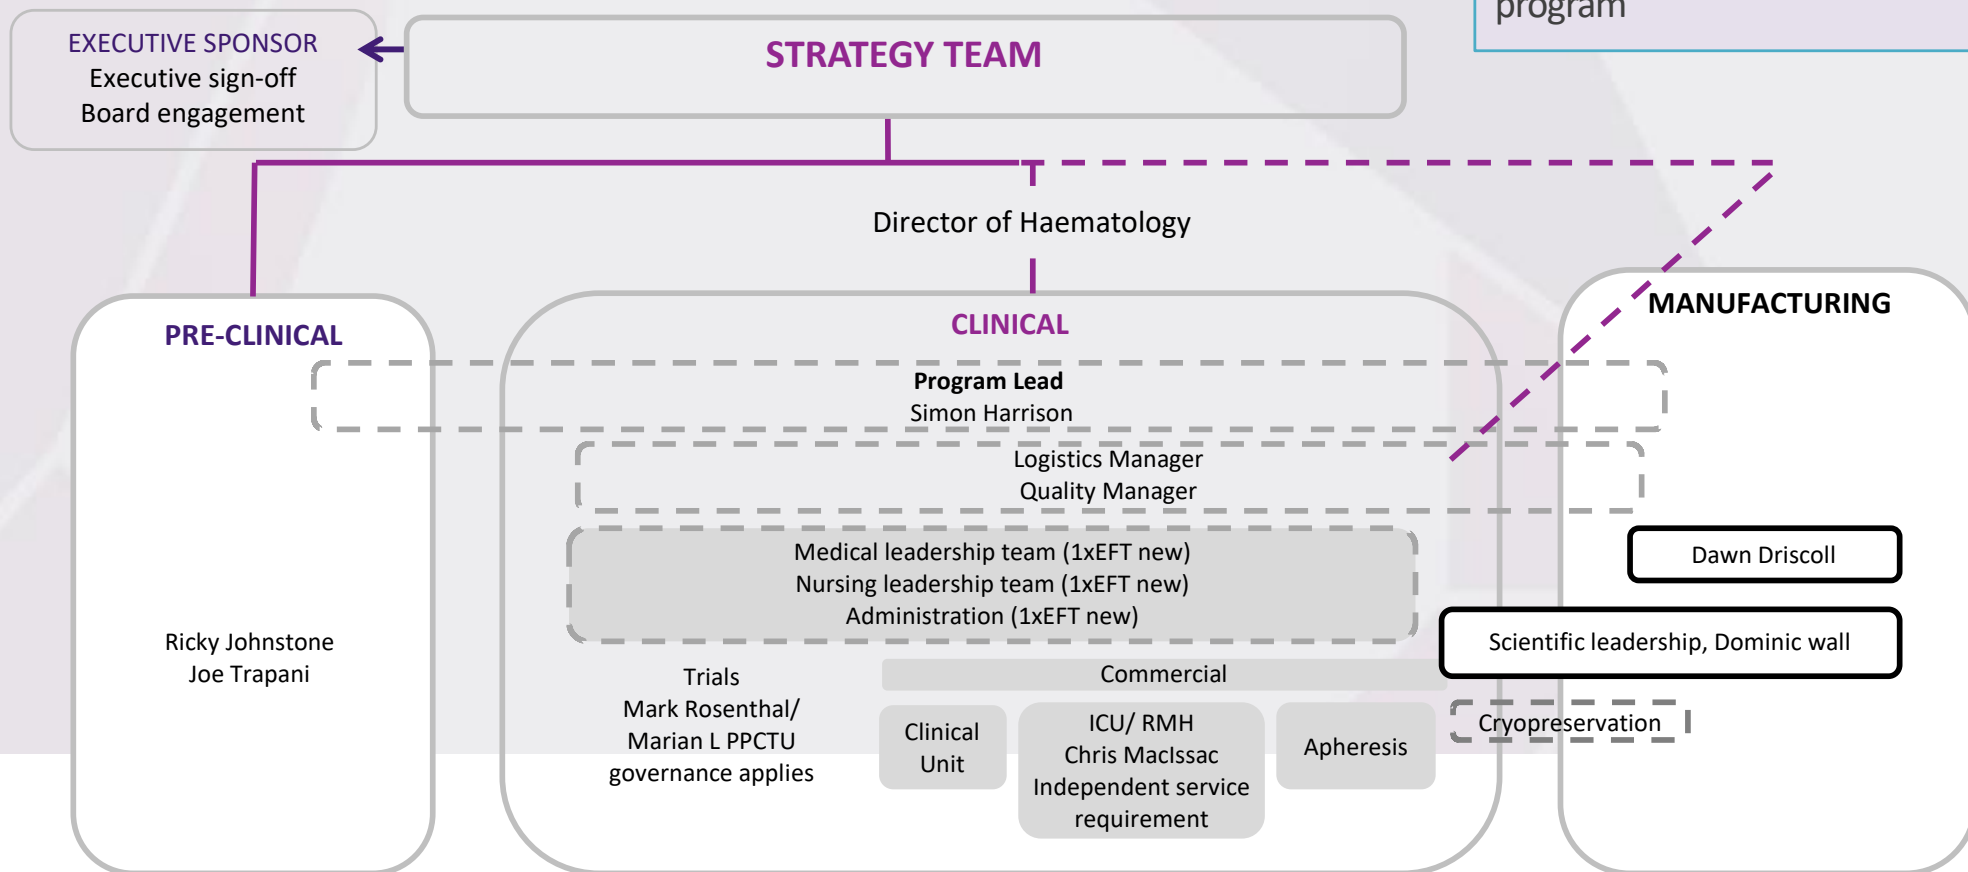 program
EXECUTIVE SPONSOR
Executive sign-off
Board engagement
STRATEGY TEAM
Director of Haematology
PRE-CLINICAL
CLINICAL
MANUFACTURING
Program Lead
Simon Harrison
Logistics Manager
Quality Manager
Medical leadership team (1xEFT new)
Nursing leadership team (1xEFT new)
Administration (1xEFT new)
Dawn Driscoll
Scientific leadership, Dominic wall
Ricky Johnstone
Joe Trapani
Trials
Mark Rosenthal/
Marian L PPCTU
governance applies
Commercial
Clinical
Unit
ICU/ RMH
Chris MacIssac
Independent service
requirement
Apheresis
Cryopreservation